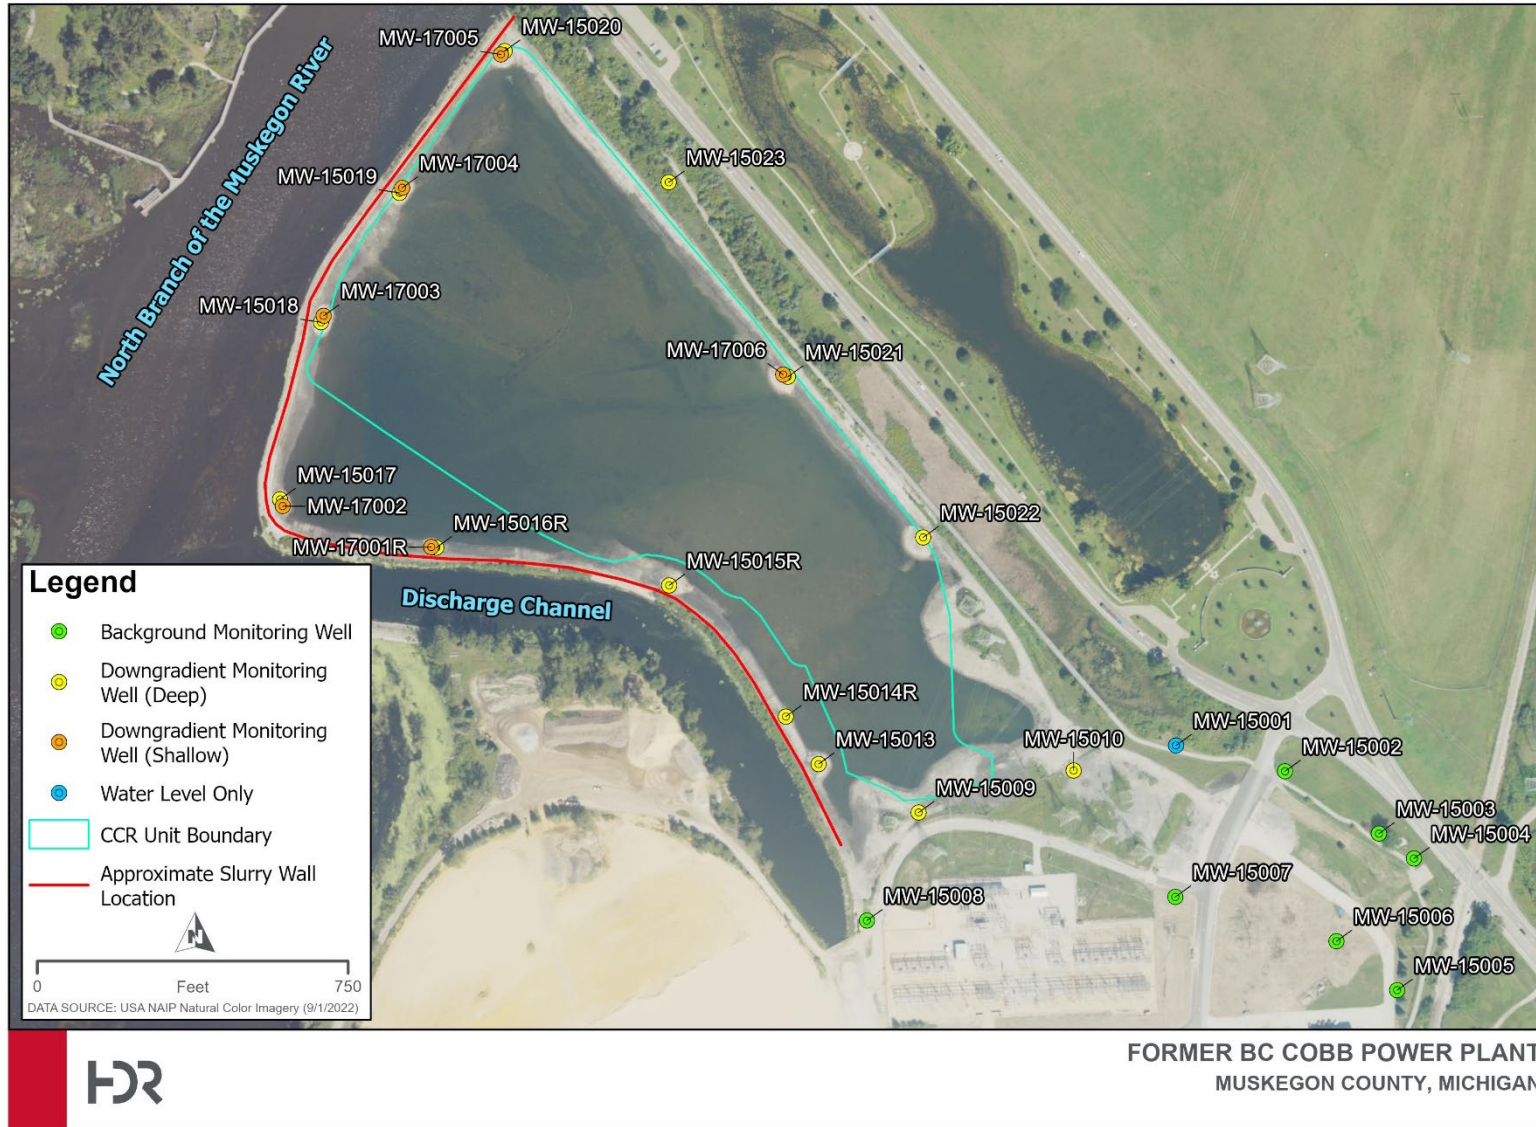 MW-15020
MW-17005
MW-17004
MW-15019
MW-15023
North Branch of the Muskegon River
MW-17003
MW-15018
MW-17006
MW-15021
MW-15017
MW-17002
MW-15016R
MW-17001R
MW-15022
MW-15015R
Discharge Channel
MW-15014R
MW-15013
MW-15010
MW-15001
MW-15002
MW-15009
MW-15003
MW-15004
MW-15007
MW-15008
MW-15006
MW-15005
Legend
Background Monitoring Well
Downgradient Monitoring
Well (Deep)
Downgradient Monitoring
Well (Shallow)
Water Level Only
CCR Unit Boundary
Approximate Slurry Wall
Location
N
0 Feet 750
DATA SOURCE: USA NAIP Natural Color Imagery (9/1/2022)
HDR
FORMER BC COBB POWER PLANT
MUSKEGON COUNTY, MICHIGAN